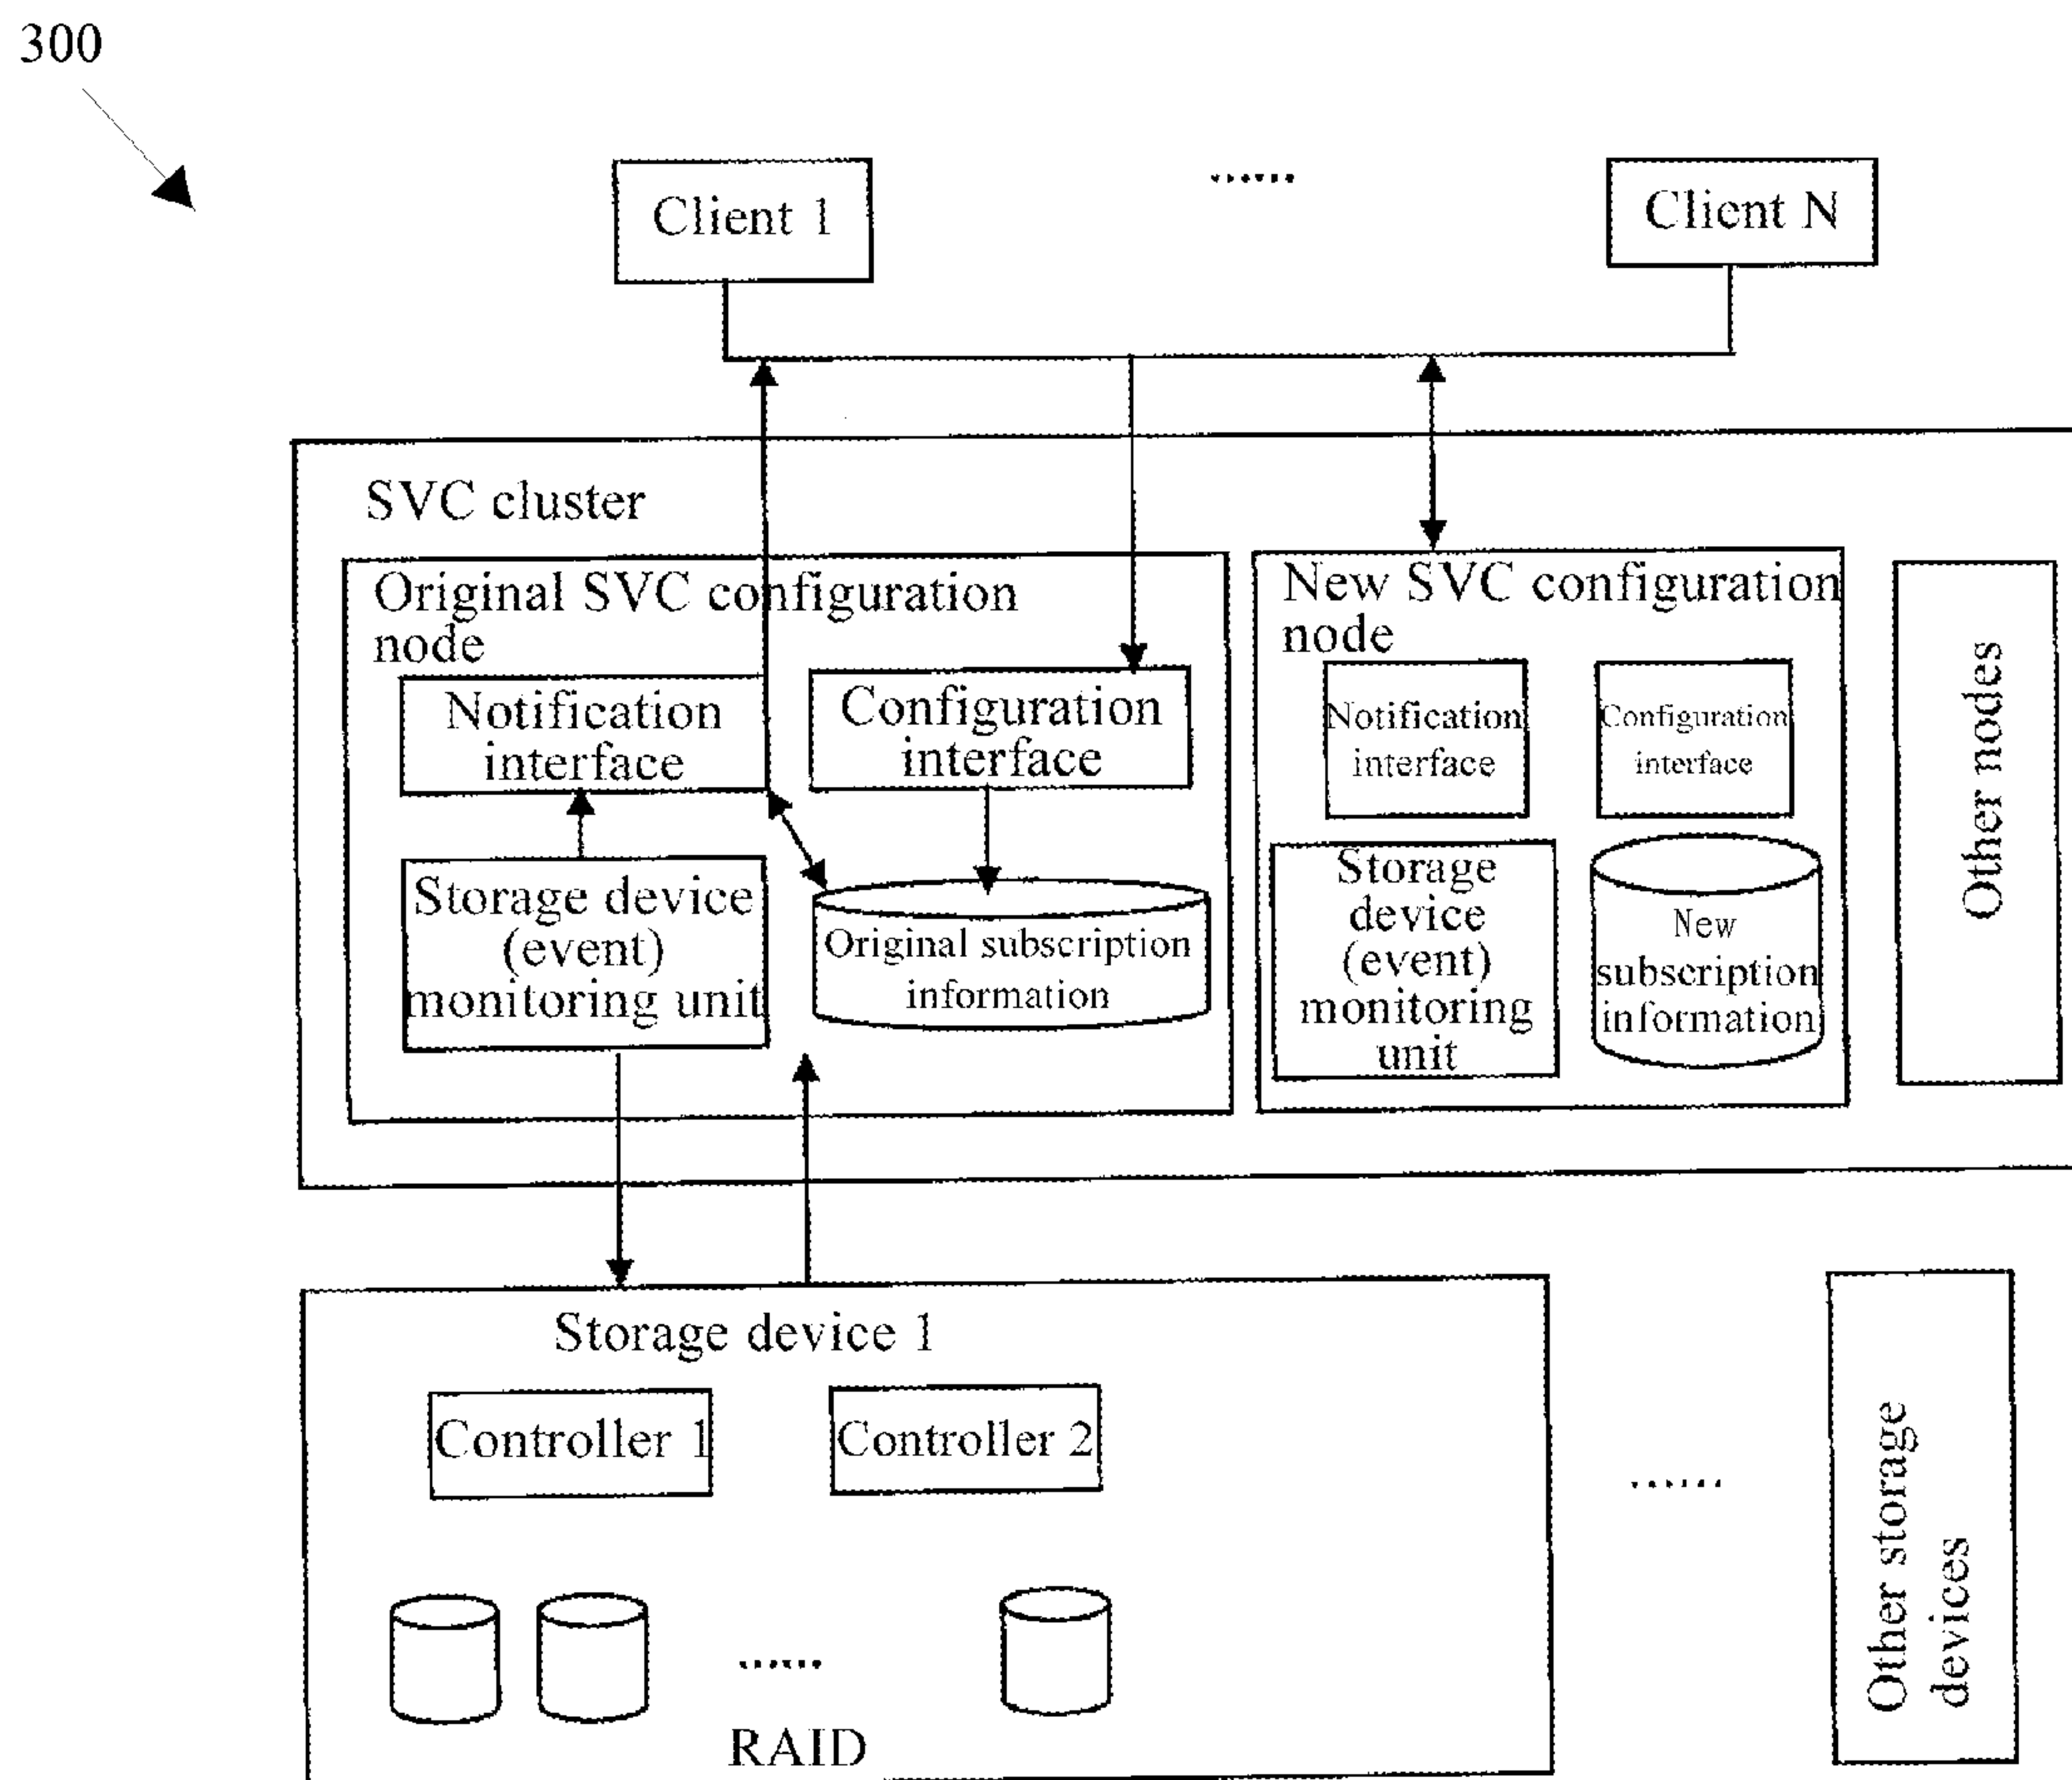 300
Client 1
......
Client N
SVC cluster
Original SVC configuration
node
New SVC configuration
node
Notification
interface
Configuration
interface
Notification
interface
Configuration
interface
Other nodes
Storage device
(event)
monitoring unit
Original subscription
information
Storage
device
(event)
monitoring
unit
New
subscription
information
Storage device 1
Controller 1
Controller 2
......
Other storage
devices
......
RAID